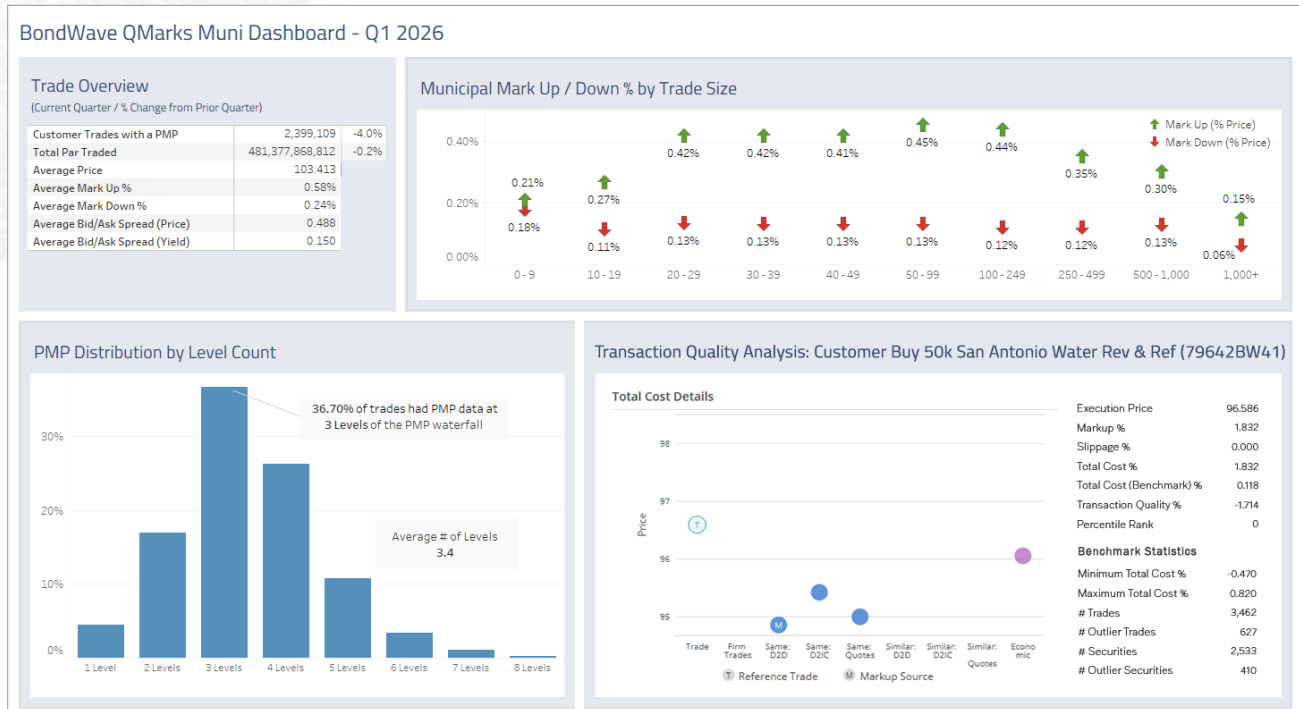 BondWave QMarks Muni Dashboard - Q1 2026
Trade Overview
(Current Quarter / % Change from Prior Quarter)
Customer Trades with a PMP 2,399,109 -4.0%
Total Par Traded 481,377,868,812 -0.2%
Average Price 103.413
Average Mark Up % 0.58%
Average Mark Down % 0.24%
Average Bid/Ask Spread (Price) 0.488
Average Bid/Ask Spread (Yield) 0.150
Municipal Mark Up / Down % by Trade Size
Mark Up (% Price)
Mark Down (% Price)
0.40%
0.20%
0.00%
0.21% 0.27% 0.42% 0.42% 0.41% 0.45% 0.44% 0.35% 0.30% 0.15%
0.18% 0.11% 0.13% 0.13% 0.13% 0.13% 0.12% 0.12% 0.13% 0.06%
0 - 9 10 - 19 20 - 29 30 - 39 40 - 49 50 - 99 100 - 249 250 - 499 500 - 1,000 1,000+
PMP Distribution by Level Count
36.70% of trades had PMP data at
3 Levels of the PMP waterfall
Average # of Levels
3.4
30%
20%
10%
0%
1 Level 2 Levels 3 Levels 4 Levels 5 Levels 6 Levels 7 Levels 8 Levels
Transaction Quality Analysis: Customer Buy 50k San Antonio Water Rev & Ref (79642BW41)
Total Cost Details
Price
98
97
96
95
T
M
Trade Firm Trades Same: D2D Same: D2IC Same: Quotes Similar: D2D Similar: D2IC Similar: Quotes Econo mic
T Reference Trade M Markup Source
Execution Price 96.586
Markup % 1.832
Slippage % 0.000
Total Cost % 1.832
Total Cost (Benchmark) % 0.118
Transaction Quality % -1.714
Percentile Rank 0
Benchmark Statistics
Minimum Total Cost % -0.470
Maximum Total Cost % 0.820
# Trades 3,462
# Outlier Trades 627
# Securities 2,533
# Outlier Securities 410